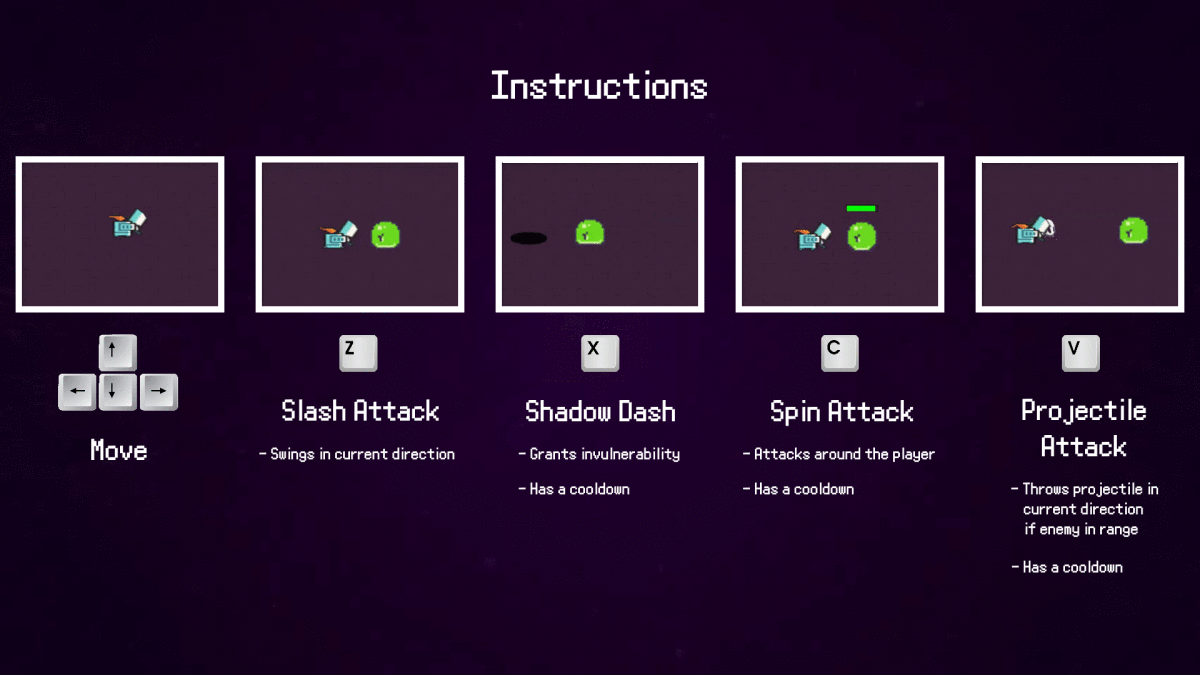 Instructions
↑
← ↓ →
Move
Z
Slash Attack
- Swings in current direction
X
Shadow Dash
- Grants invulnerability
- Has a cooldown
C
Spin Attack
- Attacks around the player
- Has a cooldown
V
Projectile
Attack
- Throws projectile in
current direction
if enemy in range
- Has a cooldown